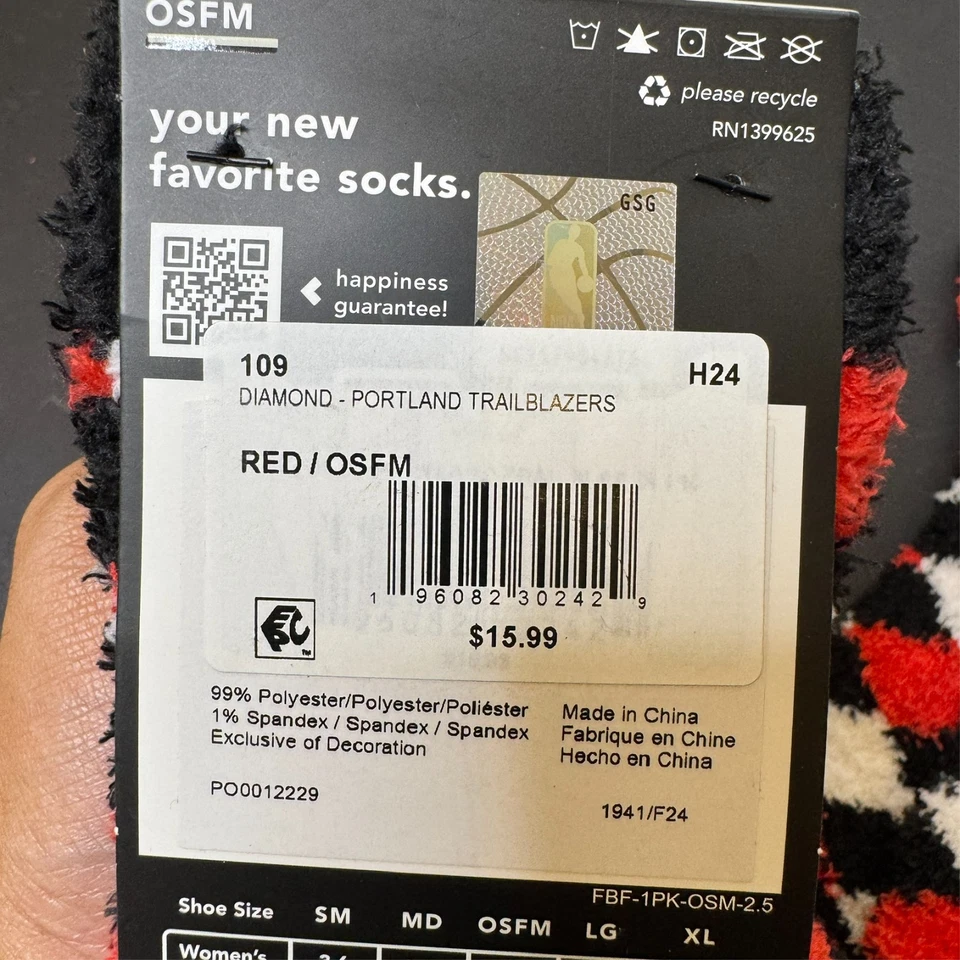 OSFM
please recycle
RN1399625
your new
favorite socks.
GSG
happiness
guarantee!
109
H24
DIAMOND - PORTLAND TRAILBLAZERS
RED / OSFM
1 96082 30242 9
EPC
TM
$15.99
99% Polyester/Polyester/Poliéster
1% Spandex / Spandex / Spandex
Exclusive of Decoration
Made in China
Fabrique en Chine
Hecho en China
PO0012229
1941/F24
FBF-1PK-OSM-2.5
Shoe Size SM MD OSFM LG XL
Women's